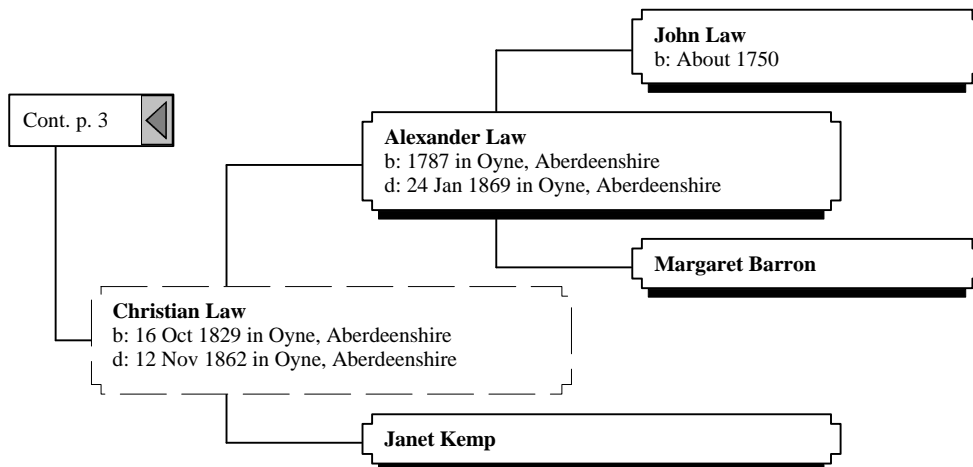 John Law
b: About 1750
Cont. p. 3
Alexander Law
b: 1787 in Oyne, Aberdeenshire
d: 24 Jan 1869 in Oyne, Aberdeenshire
Margaret Barron
Christian Law
b: 16 Oct 1829 in Oyne, Aberdeenshire
d: 12 Nov 1862 in Oyne, Aberdeenshire
Janet Kemp